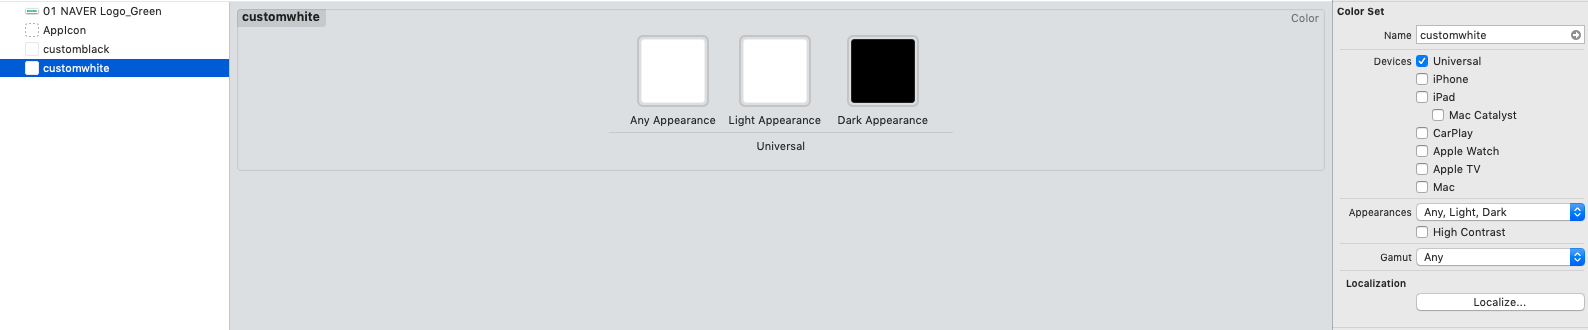 01 NAVER Logo_Green
AppIcon
customblack
customwhite
customwhite
Color
Any Appearance
Light Appearance
Dark Appearance
Universal
Color Set
Name customwhite
Devices Universal
iPhone
iPad
Mac Catalyst
CarPlay
Apple Watch
Apple TV
Mac
Appearances Any, Light, Dark
High Contrast
Gamut Any
Localization
Localize...